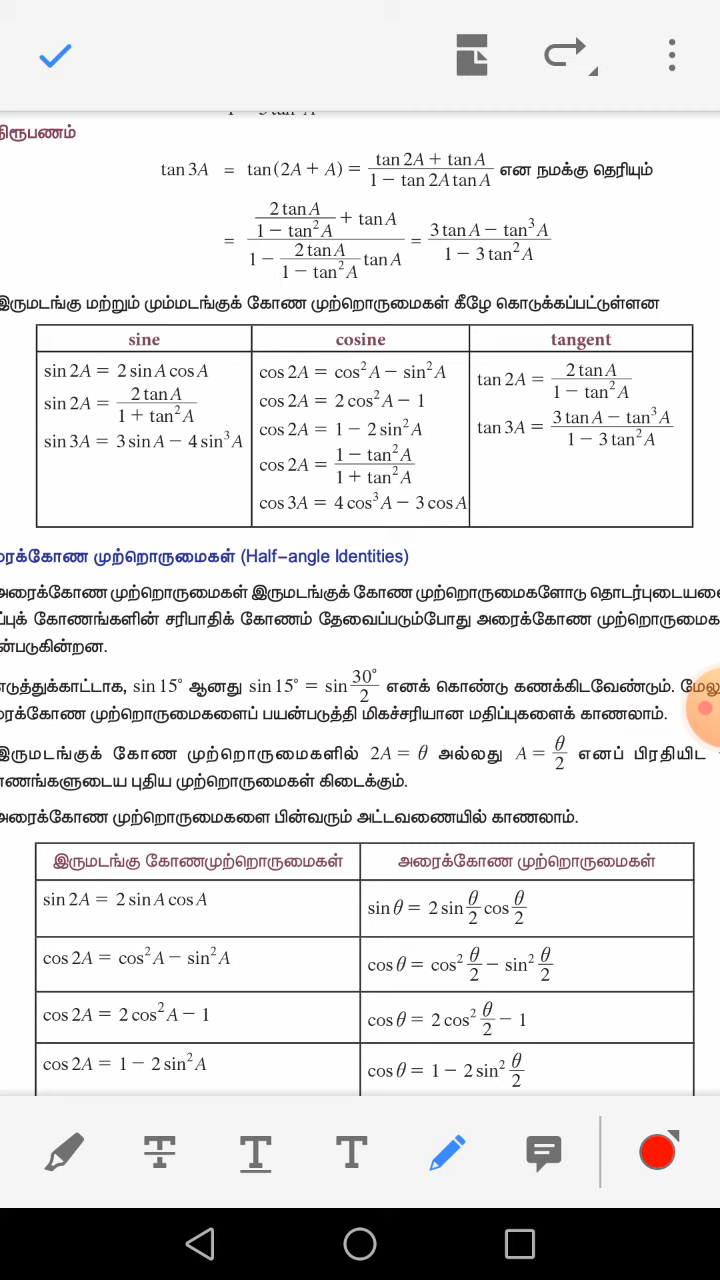 நிரூபணம்
tan 3A = tan(2A + A) = (tan 2A + tan A)/(1 − tan 2A tan A) என நமக்கு தெரியும்
= (2 tan A/(1 − tan²A) + tan A)/(1 − 2 tan A/(1 − tan²A) tan A) = (3 tan A − tan³A)/(1 − 3 tan²A)
இருமடங்கு மற்றும் மும்மடங்குக் கோண முற்றொருமைகள் கீழே கொடுக்கப்பட்டுள்ளன
sine cosine tangent
sin 2A = 2 sin A cos A
sin 2A = 2 tan A/(1 + tan²A)
sin 3A = 3 sin A − 4 sin³A
cos 2A = cos²A − sin²A
cos 2A = 2 cos²A − 1
cos 2A = 1 − 2 sin²A
cos 2A = (1 − tan²A)/(1 + tan²A)
cos 3A = 4 cos³A − 3 cos A
tan 2A = 2 tan A/(1 − tan²A)
tan 3A = (3 tan A − tan³A)/(1 − 3 tan²A)
ரைக்கோண முற்றொருமைகள் (Half–angle Identities)
அரைக்கோண முற்றொருமைகள் இருமடங்குக் கோண முற்றொருமைகளோடு
கோணங்களின் சரிபாதிக் கோணம் தேவைப்படும்போது அரைக்கோண
ன்படுகின்றன.
டுத்துக்காட்டாக, sin 15° ஆனது sin 15° = sin 30°/2 எனக் கொண்டு கணக்கிடவேண்டும்.
ரைக்கோண முற்றொருமைகளைப் பயன்படுத்தி மிகச்சரியான மதிப்புகளைக் காணலாம்.
இருமடங்குக் கோண முற்றொருமைகளில் 2A = θ அல்லது A = θ/2 எனப் பிரதியிட
ணங்களுடைய புதிய முற்றொருமைகள் கிடைக்கும்.
அரைக்கோண முற்றொருமைகளை பின்வரும் அட்டவணையில் காணலாம்.
இருமடங்கு கோணமுற்றொருமைகள் அரைக்கோண முற்றொருமைகள்
sin 2A = 2 sin A cos A sin θ = 2 sin θ/2 cos θ/2
cos 2A = cos²A − sin²A cos θ = cos² θ/2 − sin² θ/2
cos 2A = 2 cos²A − 1 cos θ = 2 cos² θ/2 − 1
cos 2A = 1 − 2 sin²A cos θ = 1 − 2 sin² θ/2